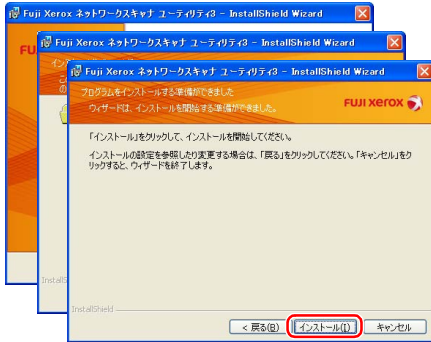 Fuji Xerox ネットワークスキャナ ユーティリティ3 - InstallShield Wizard
FU
Fuji Xerox ネットワークスキャナ ユーティリティ3 - InstallShield Wizard
イン
こ
の
InstallS
Fuji Xerox ネットワークスキャナ ユーティリティ3 - InstallShield Wizard
プログラムをインストールする準備ができました
ウィザードは、インストールを開始する準備ができました。
FUJI XEROX
「インストール」をクリックして、インストールを開始してください。
インストールの設定を参照したり変更する場合は、「戻る」をクリックしてください。「キャンセル」をク
リックすると、ウィザードを終了します。
InstallShield
< 戻る(B)
インストール(I)
キャンセル